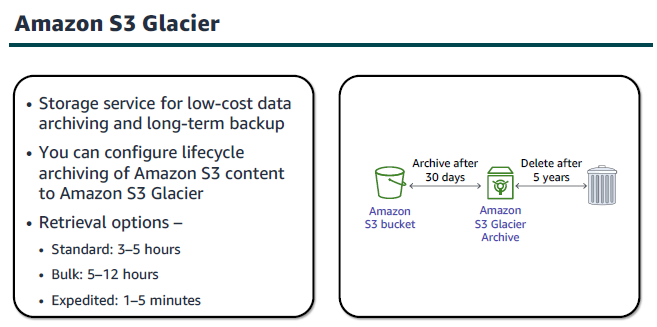 Amazon S3 Glacier
• Storage service for low-cost data
archiving and long-term backup
• You can configure lifecycle
archiving of Amazon S3 content
to Amazon S3 Glacier
• Retrieval options –
• Standard: 3–5 hours
• Bulk: 5–12 hours
• Expedited: 1–5 minutes
Archive after
30 days
Delete after
5 years
Amazon
S3 bucket
Amazon
S3 Glacier
Archive